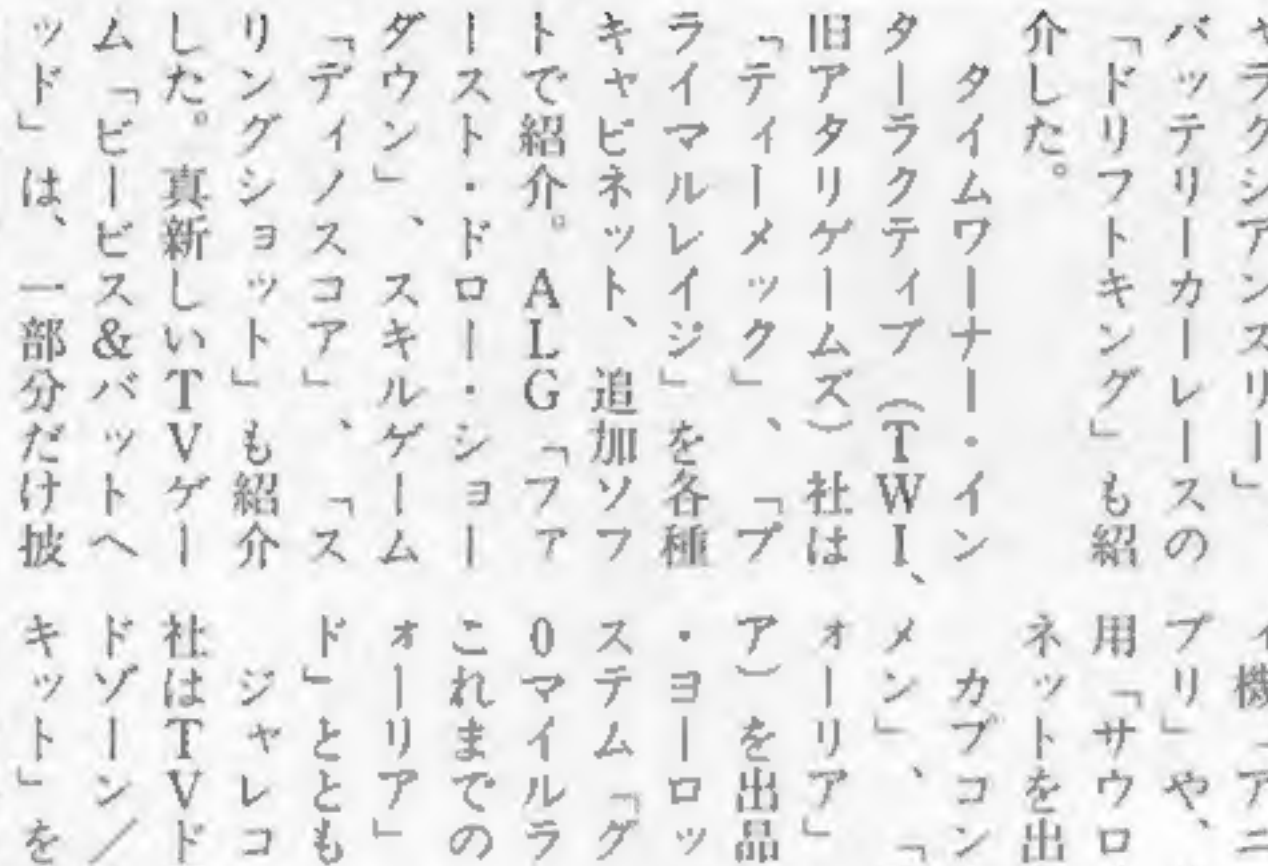 ャラクシアンスリー」
バッテリーカーレースの
「ドリフトキング」も紹
介した。
タイムワーナー・イン
ターラクティブ（TWI、
旧アタリゲームズ）社は
「ティーメック」、「プ
ライマルレイジ」を各種
キャビネット、追加ソフ
トで紹介。ALG「ファ
ースト・ドロー・ショー
ダウン」、スキルゲーム
「ディノスコア」、「ス
リングショット」も紹介
した。真新しいTVゲー
ム「ビービス&バットヘ
ッド」は、一部分だけ披
イ機「アニ
プリ」や、
用「サウロ
ネットを出
カプコン
メン」、「
ォーリア」
ア）を出品
・ヨーロッ
ステム「グ
0マイルラ
これまでの
ォーリア」
ド」ととも
ジャレコ
社はTVド
ドゾーン／
キット」を